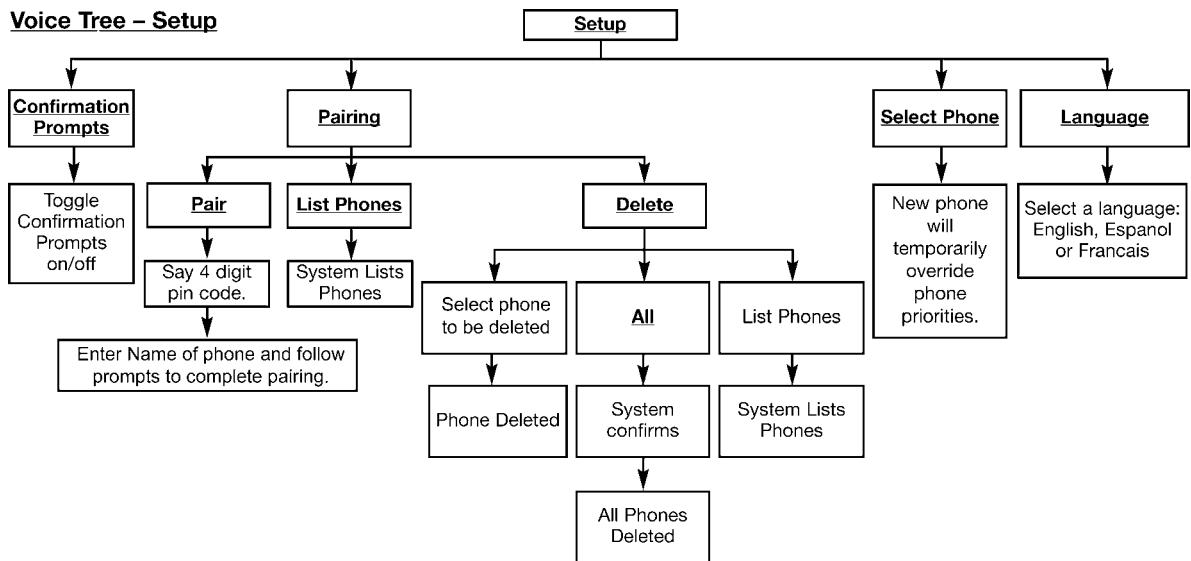 Voice Tree – Setup
Setup
Confirmation
Prompts
Pairing
Select Phone
Language
Toggle
Confirmation
Prompts
on/off
Pair
List Phones
Delete
New phone
will
temporarily
override
phone
priorities.
Select a language:
English, Espanol
or Francais
Say 4 digit
pin code.
System Lists
Phones
Select phone
to be deleted
All
List Phones
Enter Name of phone and follow
prompts to complete pairing.
Phone Deleted
System
confirms
System Lists
Phones
All Phones
Deleted